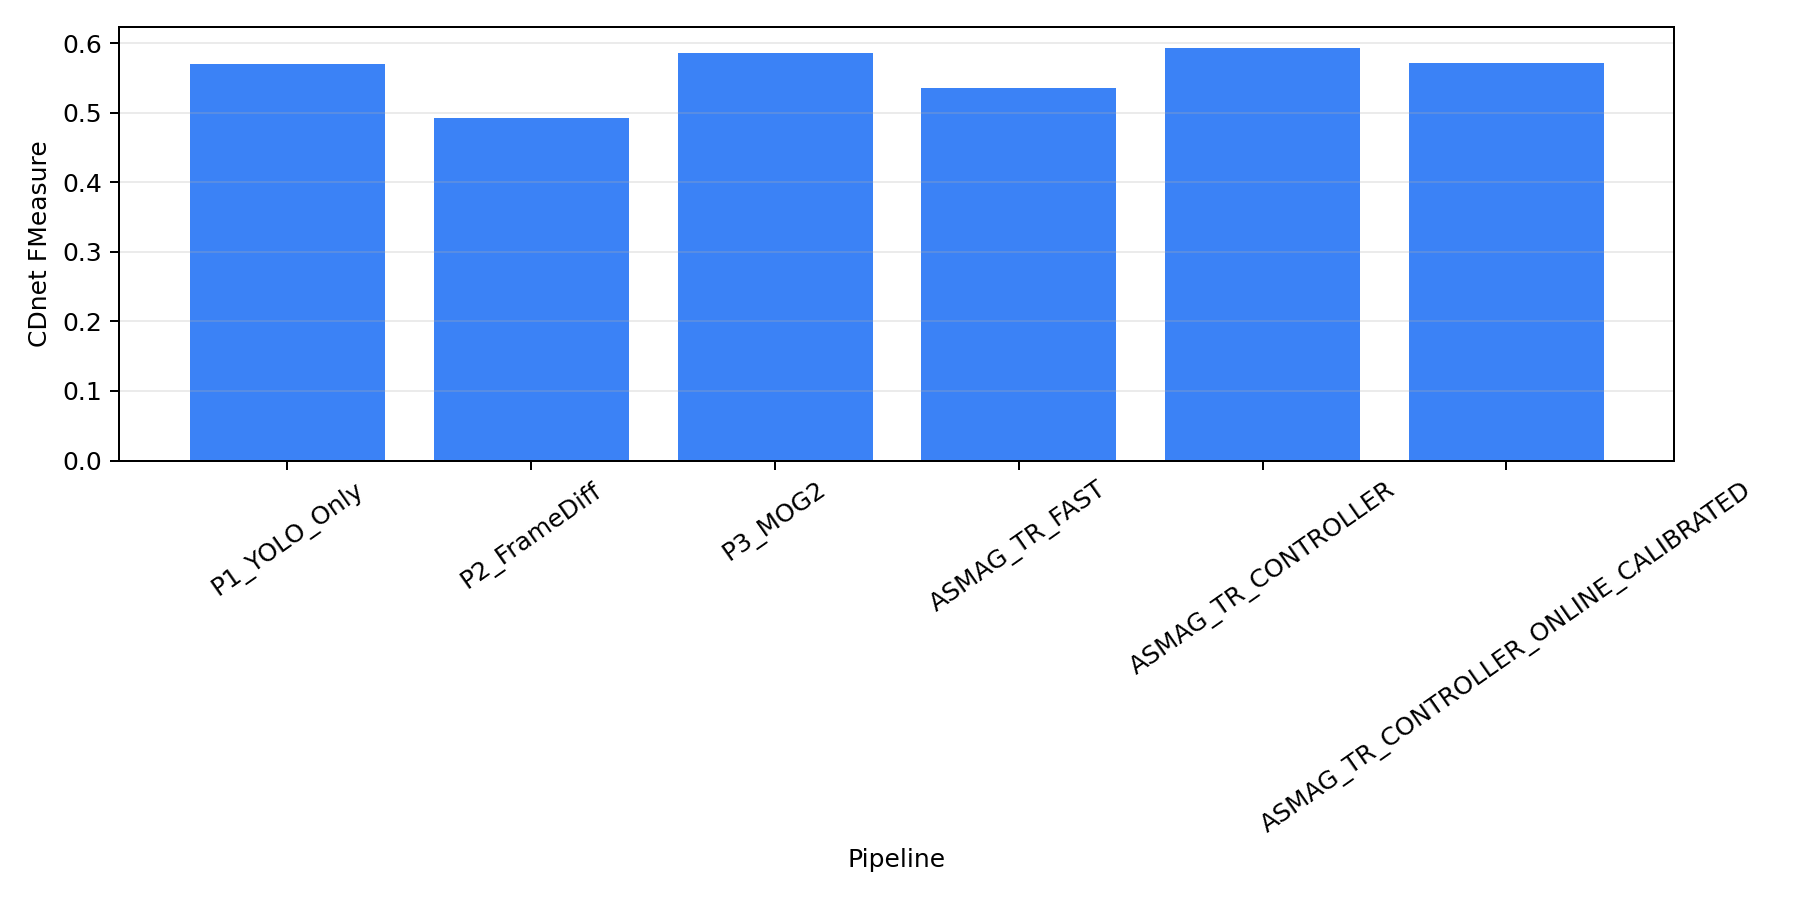 CDnet FMeasure
0.6
0.5
0.4
0.3
0.2
0.1
0.0
P1_YOLO_Only
P2_FrameDiff
P3_MOG2
ASMAG_TR_FAST
ASMAG_TR_CONTROLLER
ASMAG_TR_CONTROLLER_ONLINE_CALIBRATED
Pipeline